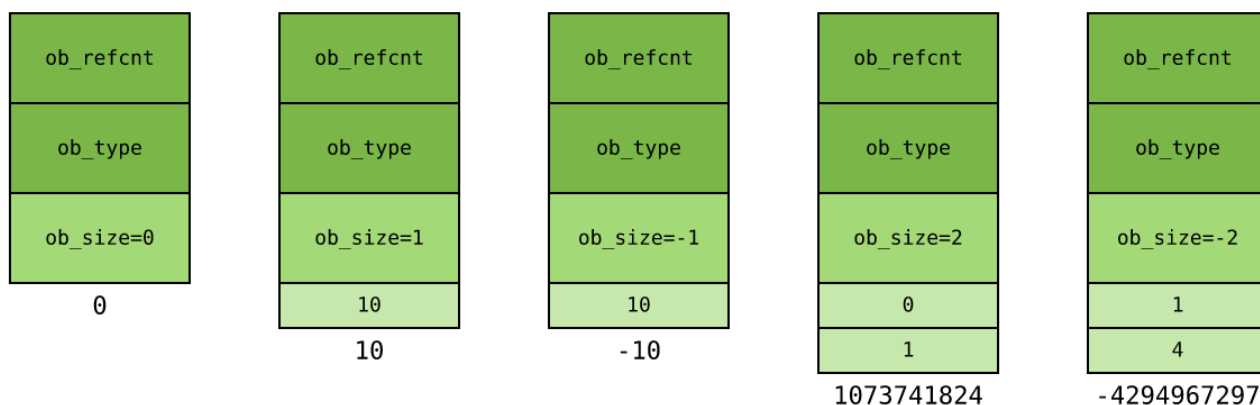 ob_refcnt
ob_type
ob_size=0
0
ob_refcnt
ob_type
ob_size=1
10
10
ob_refcnt
ob_type
ob_size=-1
10
-10
ob_refcnt
ob_type
ob_size=2
0
1
1073741824
ob_refcnt
ob_type
ob_size=-2
1
4
-4294967297